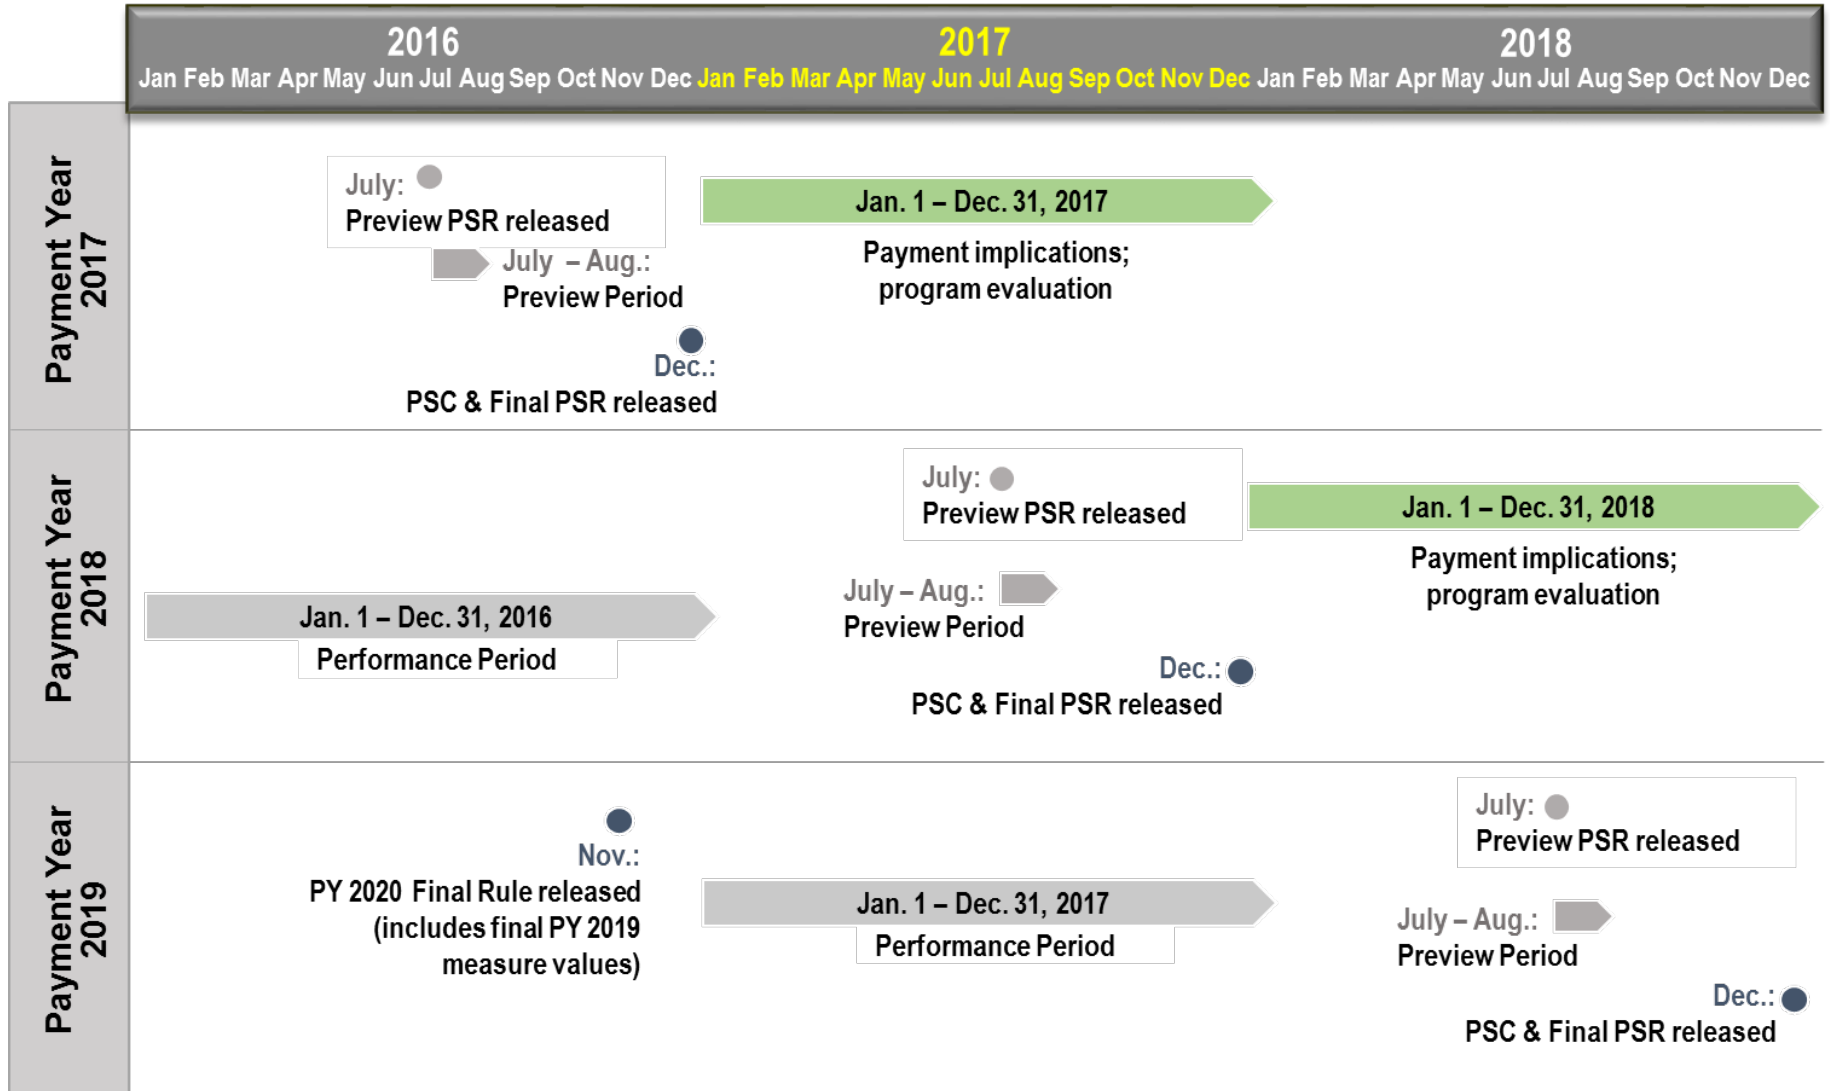 2016
2017
2018
Jan Feb Mar Apr May Jun Jul Aug Sep Oct Nov Dec Jan Feb Mar Apr May Jun Jul Aug Sep Oct Nov Dec Jan Feb Mar Apr May Jun Jul Aug Sep Oct Nov Dec
Payment Year
2017
July:
Preview PSR released
July – Aug.:
Preview Period
Dec.:
PSC & Final PSR released
Jan. 1 – Dec. 31, 2017
Payment implications;
program evaluation
Payment Year
2018
Jan. 1 – Dec. 31, 2016
Performance Period
July:
Preview PSR released
July – Aug.:
Preview Period
Dec.:
PSC & Final PSR released
Jan. 1 – Dec. 31, 2018
Payment implications;
program evaluation
Payment Year
2019
Nov.:
PY 2020 Final Rule released
(includes final PY 2019
measure values)
Jan. 1 – Dec. 31, 2017
Performance Period
July:
Preview PSR released
July – Aug.:
Preview Period
Dec.:
PSC & Final PSR released